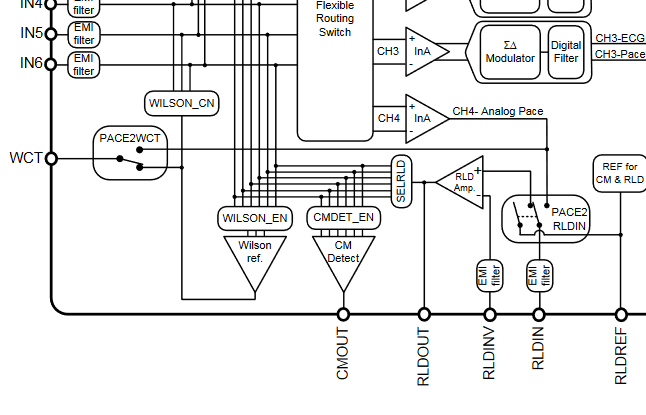 IN4
EMI
filter
Flexible
Routing
Switch
IN5
EMI
filter
CH3
+
-
InA
ΣΔ
Modulator
Digital
Filter
CH3-ECG
CH3-Pace
IN6
EMI
filter
WILSON_CN
CH4
+
-
InA
CH4- Analog Pace
PACE2WCT
WCT
SELRLD
RLD
Amp.
+
-
REF for
CM & RLD
WILSON_EN
CMDET_EN
PACE2
RLDIN
Wilson
ref.
CM
Detect
EMI
filter
EMI
filter
CMOUT
RLDOUT
RLDINV
RLDIN
RLDREF